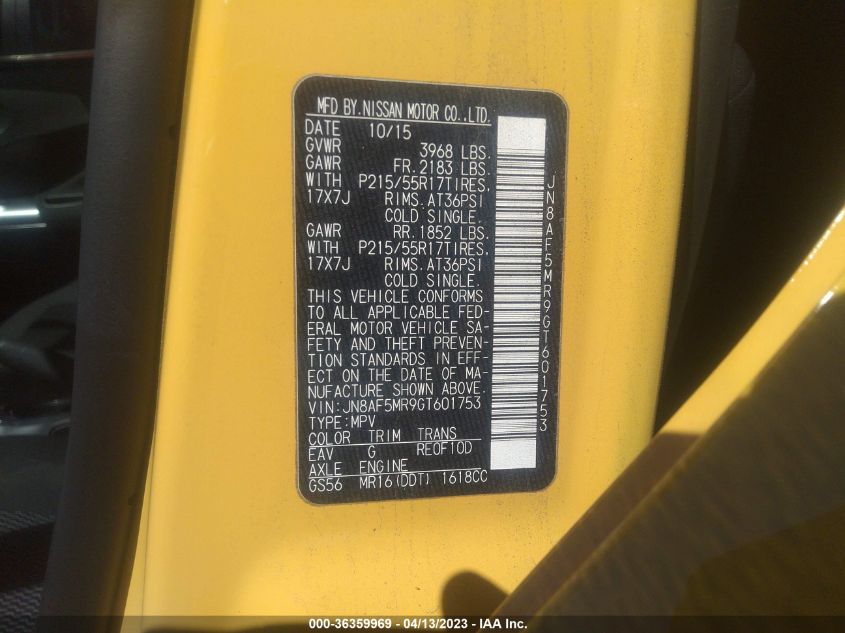 MFD BY.NISSAN MOTOR CO.,LTD.
DATE 10/15
GVWR 3968 LBS.
GAWR FR.2183 LBS.
WITH P215/55R17TIRES.
17X7J RIMS.AT36PSI
COLD SINGLE.
GAWR RR.1852 LBS.
WITH P215/55R17TIRES.
17X7J RIMS.AT36PSI
COLD SINGLE.
THIS VEHICLE CONFORMS
TO ALL APPLICABLE FED-
ERAL MOTOR VEHICLE SA-
FETY AND THEFT PREVEN-
TION STANDARDS IN EFF-
ECT ON THE DATE OF MA-
NUFACTURE SHOWN ABOVE.
VIN:JN8AF5MR9GT601753
TYPE:MPV
COLOR TRIM TRANS
EAV G RE0F10D
AXLE ENGINE
GS56 MR16(DDT) 1618CC
JN8AF5MR9GT601753
000-36359969 - 04/13/2023 - IAA Inc.